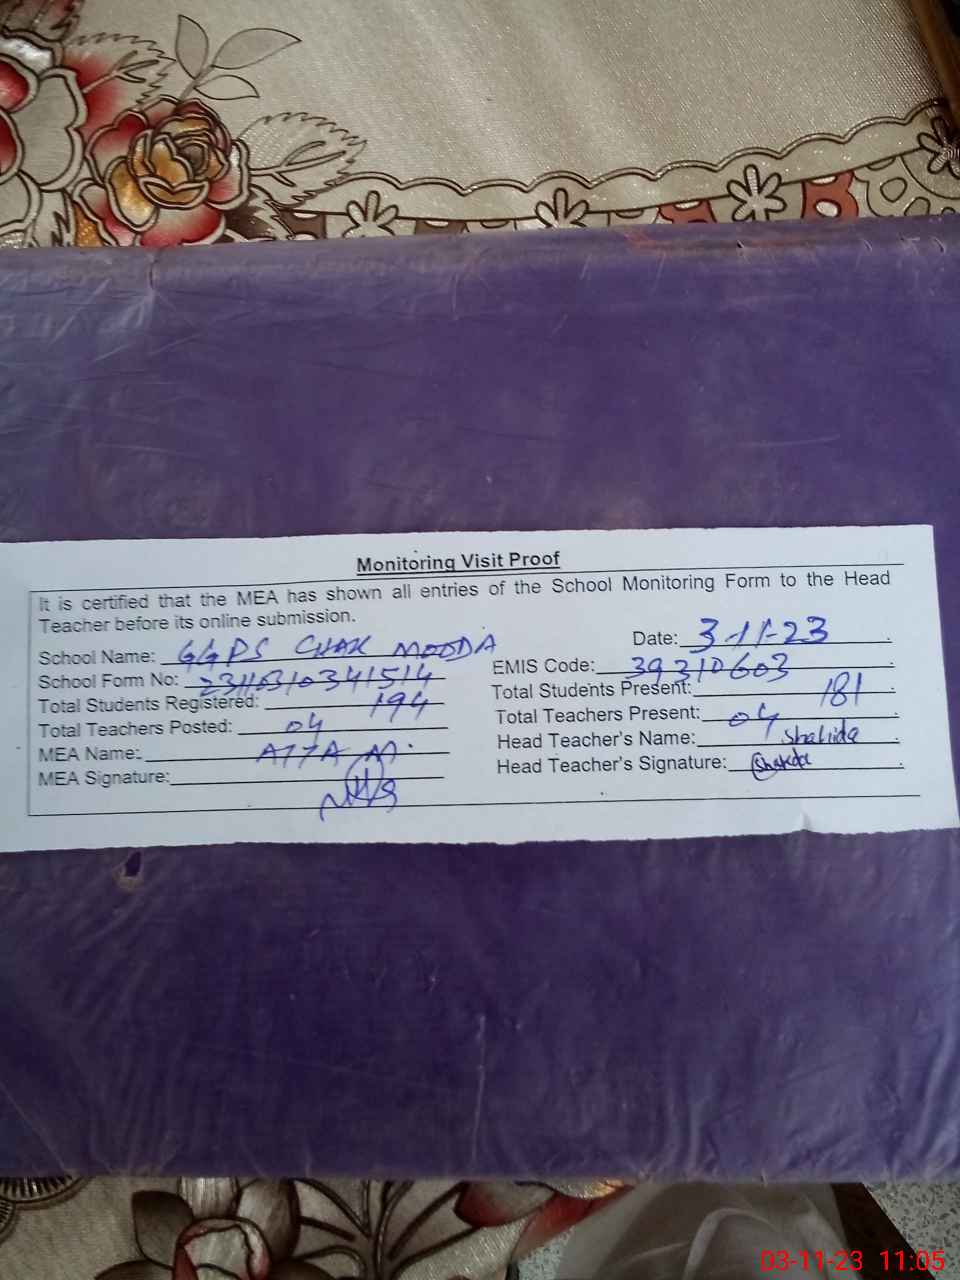 Monitoring Visit Proof
It is certified that the MEA has shown all entries of the School Monitoring Form to the Head
Teacher before its online submission.
Date: 3-11-23
School Name: GGPS CHAK MOODA
EMIS Code: 39310603
School Form No: 23110310341514
Total Students Present: 181
Total Students Registered: 194
Total Teachers Present: 04
Total Teachers Posted: 04
Head Teacher's Name: Shahida
MEA Name: ATTA M.
Head Teacher's Signature: Shahida
MEA Signature:
03-11-23 11:05